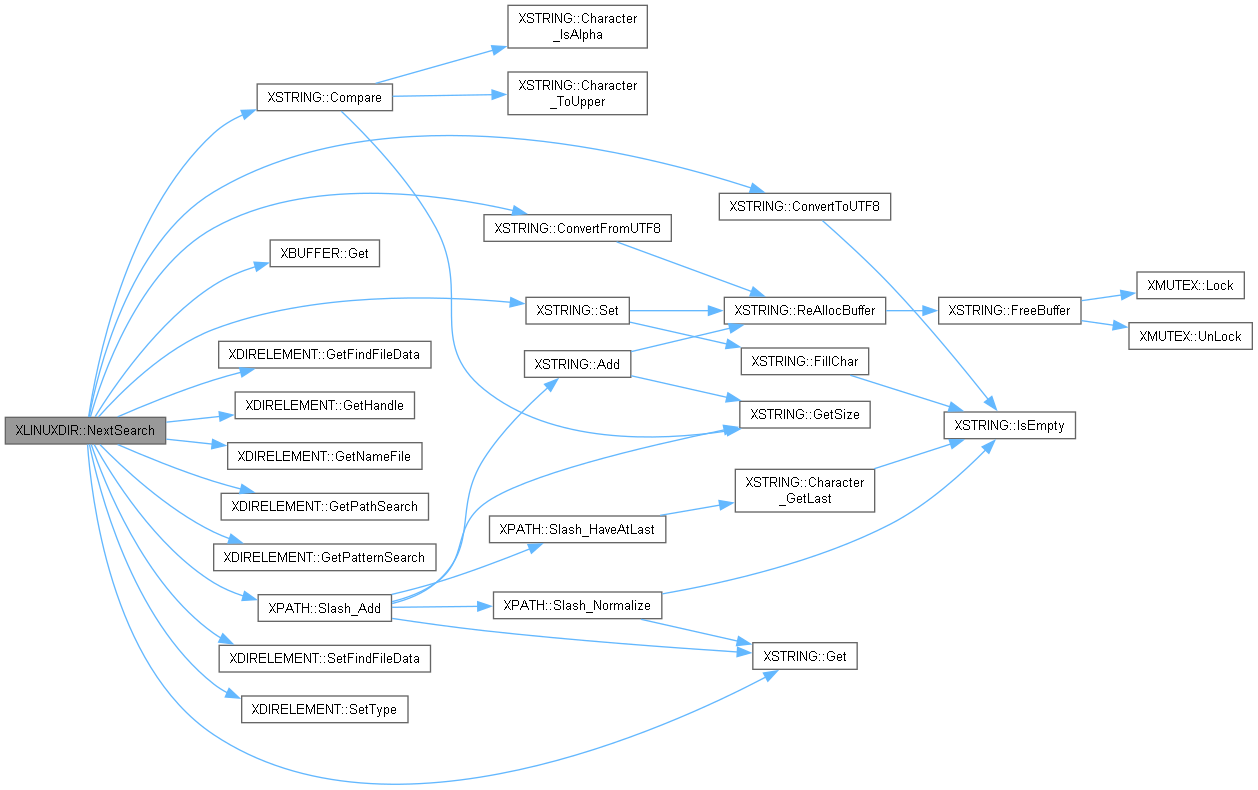 XSTRING::Character
_IsAlpha
XSTRING::Compare
XSTRING::Character
_ToUpper
XSTRING::ConvertToUTF8
XSTRING::ConvertFromUTF8
XBUFFER::Get
XMUTEX::Lock
XSTRING::Set
XSTRING::ReAllocBuffer
XSTRING::FreeBuffer
XMUTEX::UnLock
XDIRELEMENT::GetFindFileData
XSTRING::Add
XSTRING::FillChar
XDIRELEMENT::GetHandle
XSTRING::GetSize
XLINUXDIR::NextSearch
XSTRING::IsEmpty
XDIRELEMENT::GetNameFile
XSTRING::Character
_GetLast
XDIRELEMENT::GetPathSearch
XPATH::Slash_HaveAtLast
XDIRELEMENT::GetPatternSearch
XPATH::Slash_Add
XPATH::Slash_Normalize
XDIRELEMENT::SetFindFileData
XSTRING::Get
XDIRELEMENT::SetType